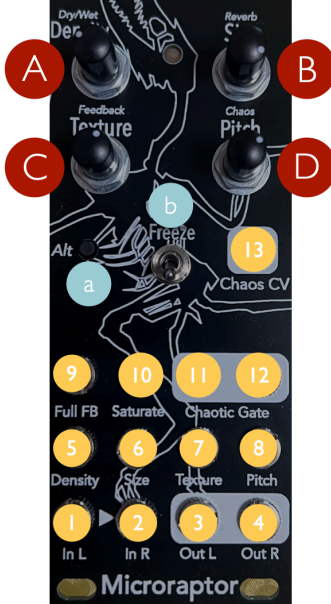 Dry/Wet Reverb
Density S
A B
Feedback Chaos
Texture Pitch
C D
b
Freeze
Alt 13
a Chaos CV
9 10 11 12
Full FB Saturate Chaotic Gate
5 6 7 8
Density Size Texture Pitch
1 2 3 4
In L In R Out L Out R
Microraptor